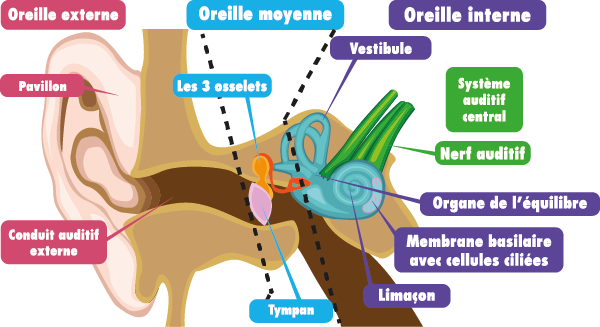 Oreille externe
Oreille moyenne
Oreille interne
Vestibule
Pavillon
Les 3 osselets
Système
auditif
central
Nerf auditif
Organe de l'équilibre
Conduit auditif
externe
Membrane basilaire
avec cellules ciliées
Limaçon
Tympan